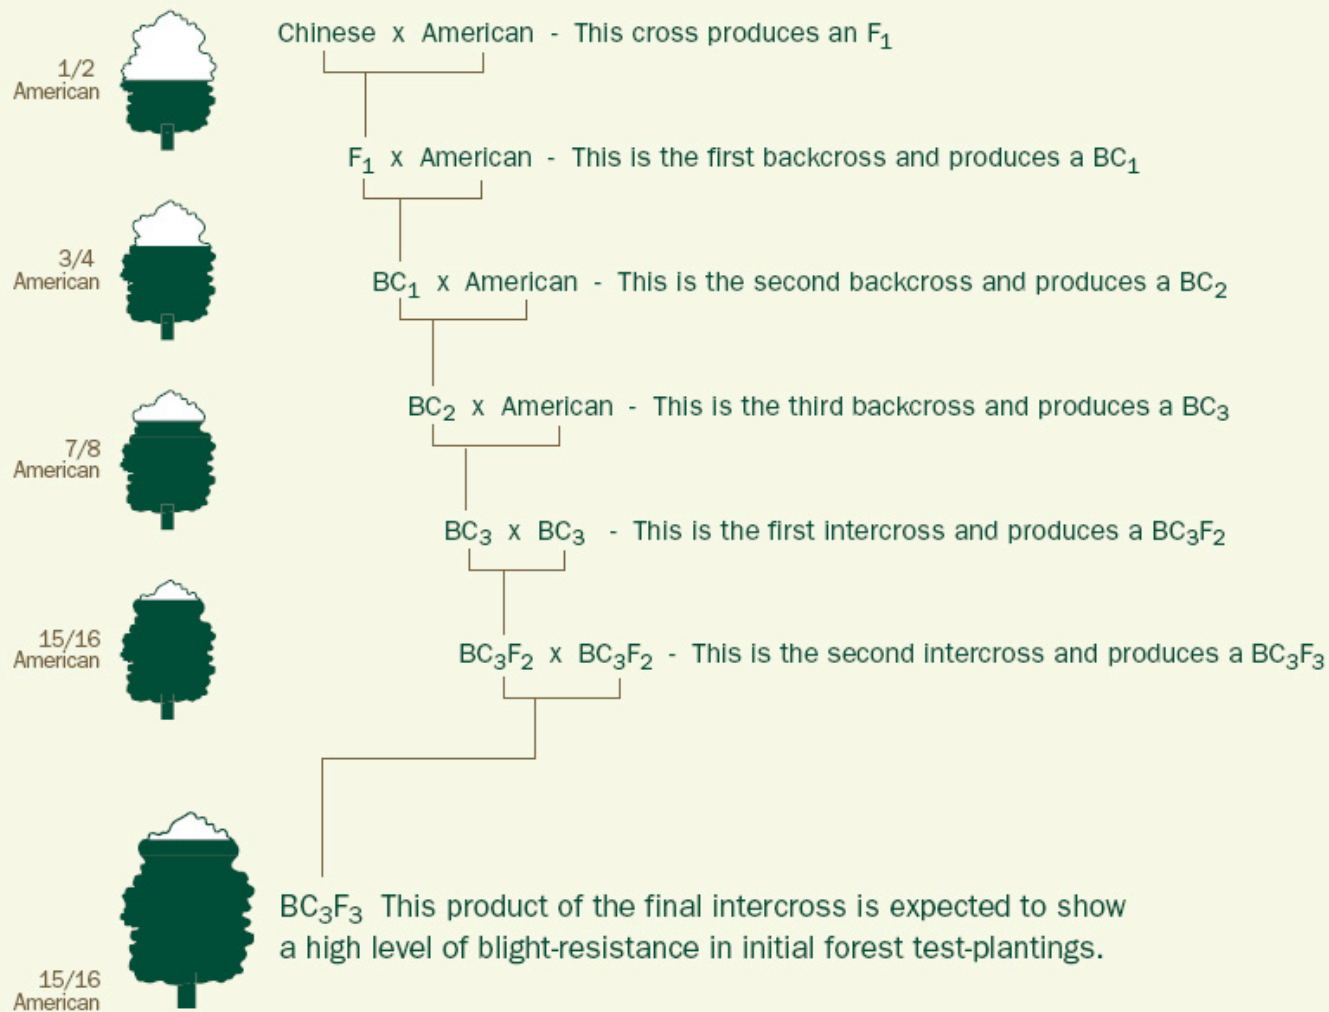 Chinese x American - This cross produces an F₁
1/2
American
F₁ x American - This is the first backcross and produces a BC₁
3/4
American
BC₁ x American - This is the second backcross and produces a BC₂
BC₂ x American - This is the third backcross and produces a BC₃
7/8
American
BC₃ x BC₃ - This is the first intercross and produces a BC₃F₂
15/16
American
BC₃F₂ x BC₃F₂ - This is the second intercross and produces a BC₃F₃
BC₃F₃ This product of the final intercross is expected to show
a high level of blight-resistance in initial forest test-plantings.
15/16
American